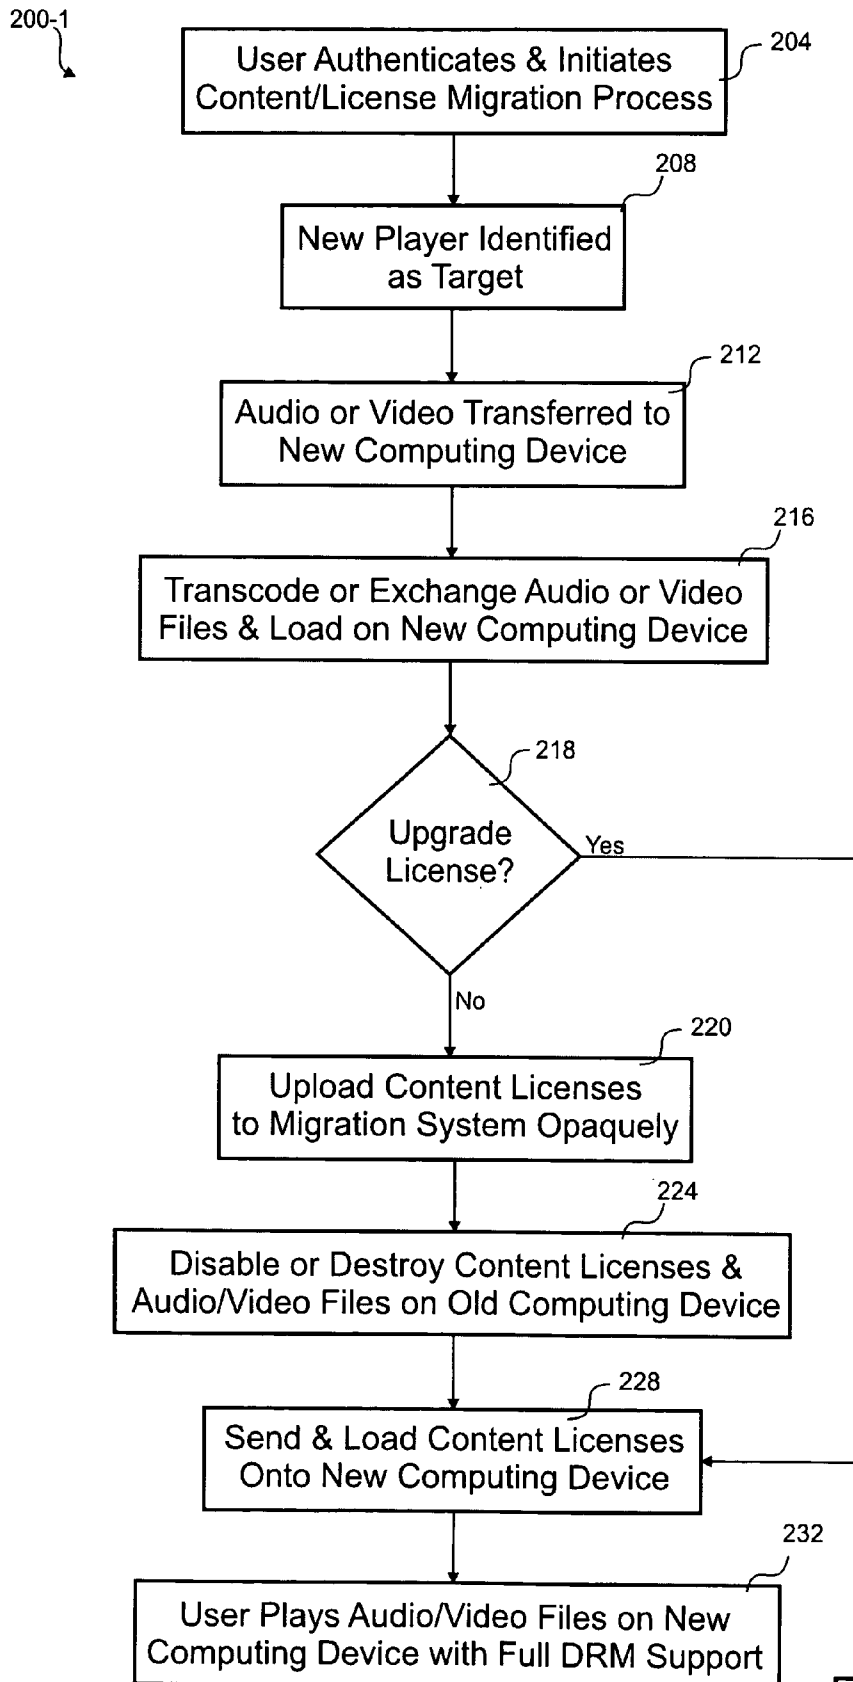 200-1
204
User Authenticates & Initiates
Content/License Migration Process
208
New Player Identified
as Target
212
Audio or Video Transferred to
New Computing Device
216
Transcode or Exchange Audio or Video
Files & Load on New Computing Device
218
Upgrade
License?
Yes
No
220
Upload Content Licenses
to Migration System Opaquely
224
Disable or Destroy Content Licenses &
Audio/Video Files on Old Computing Device
228
Send & Load Content Licenses
Onto New Computing Device
232
User Plays Audio/Video Files on New
Computing Device with Full DRM Support